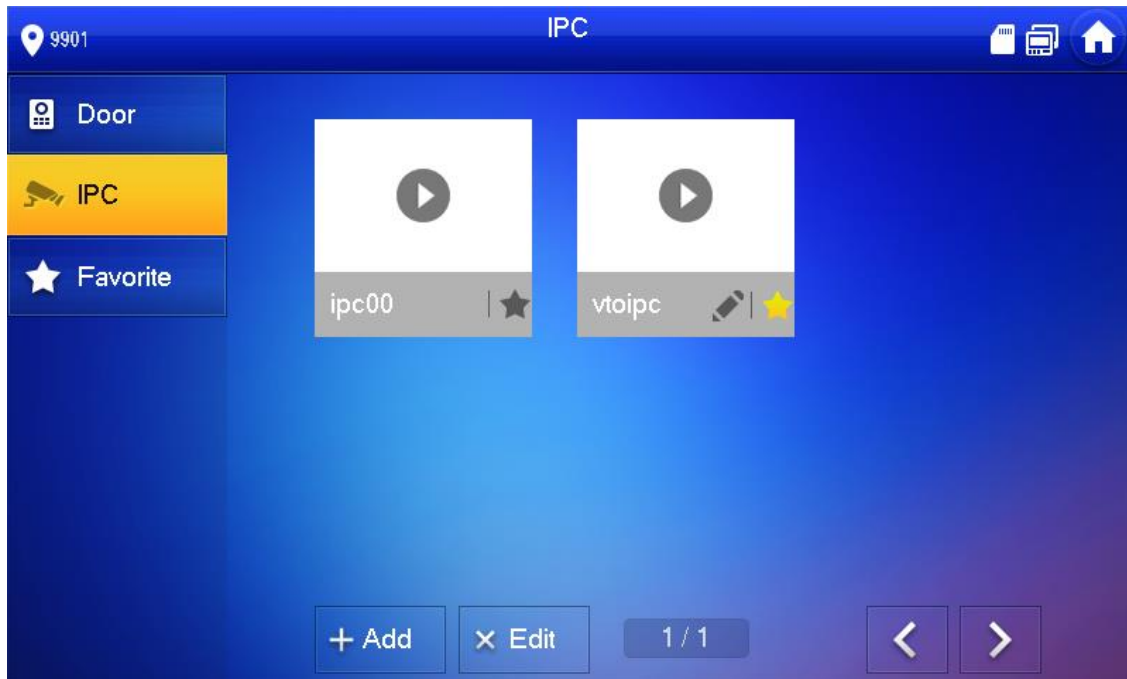 9901
IPC
Door
IPC
Favorite
ipc00
vtoipc
+ Add
× Edit
1 / 1